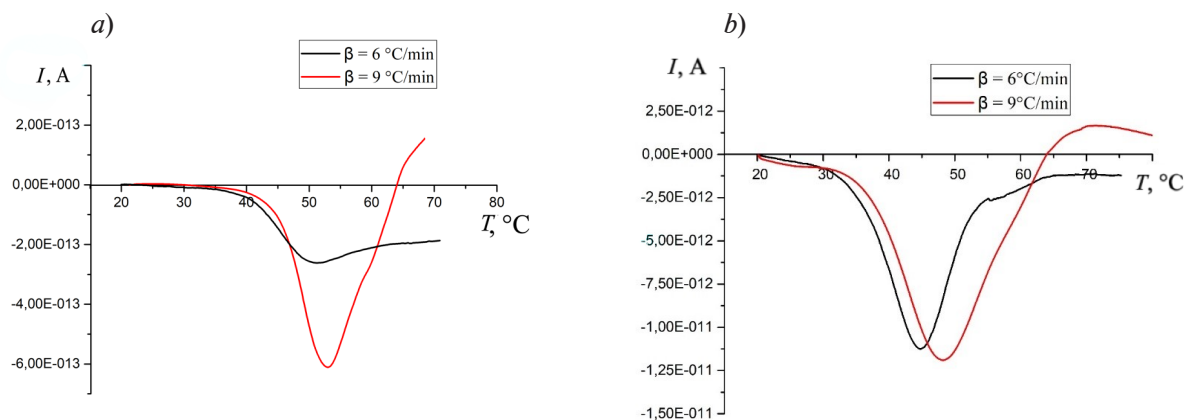 a)
β = 6 °C/min
β = 9 °C/min
I, A
2,00E-013
0,00E+000
-2,00E-013
-4,00E-013
-6,00E-013
20 30 40 50 60 70 80
T, °C
b)
β = 6°C/min
β = 9°C/min
I, A
2,50E-012
0,00E+000
-2,50E-012
-5,00E-012
-7,50E-012
-1,00E-011
-1,25E-011
-1,50E-011
20 30 40 50 60 70
T, °C